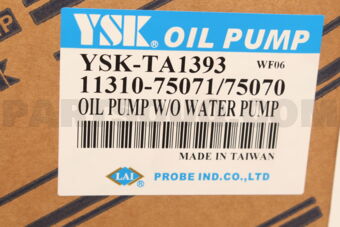 YSK® OIL PUMP
YSK-TA1393 WF06
11310-75071/75070
OIL PUMP W/O WATER PUMP
MADE IN TAIWAN
LAI PROBE IND.CO.,LTD